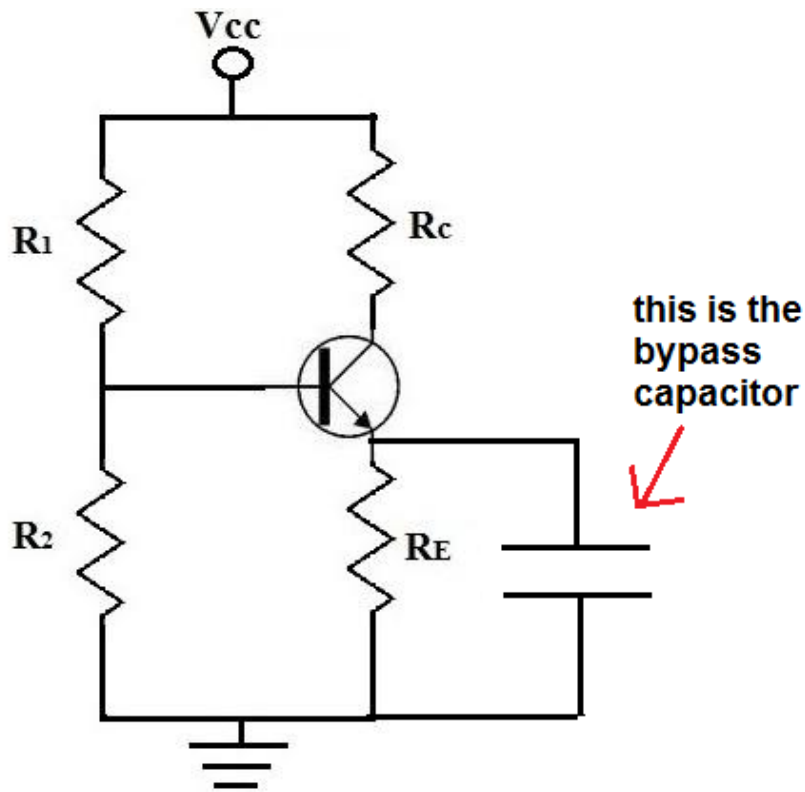 Vcc
R1
RC
this is the
bypass
capacitor
R2
RE